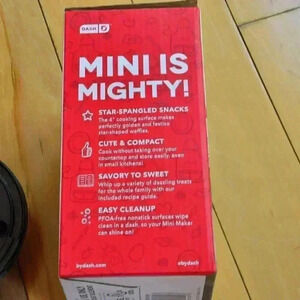 DASH
MINI IS
MIGHTY!
STAR-SPANGLED SNACKS
The 4" cooking surface makes
perfectly golden and festive
star-shaped waffles.
CUTE & COMPACT
Cook without taking over your
countertop and store easily, even
in small kitchens!
SAVORY TO SWEET
Whip up a variety of dazzling treats
for the whole family with our
included recipe guide.
EASY CLEANUP
PFOA-free nonstick surfaces wipe
clean in a dash, so your Mini Maker
can shine on!
bydash.com
@bydash